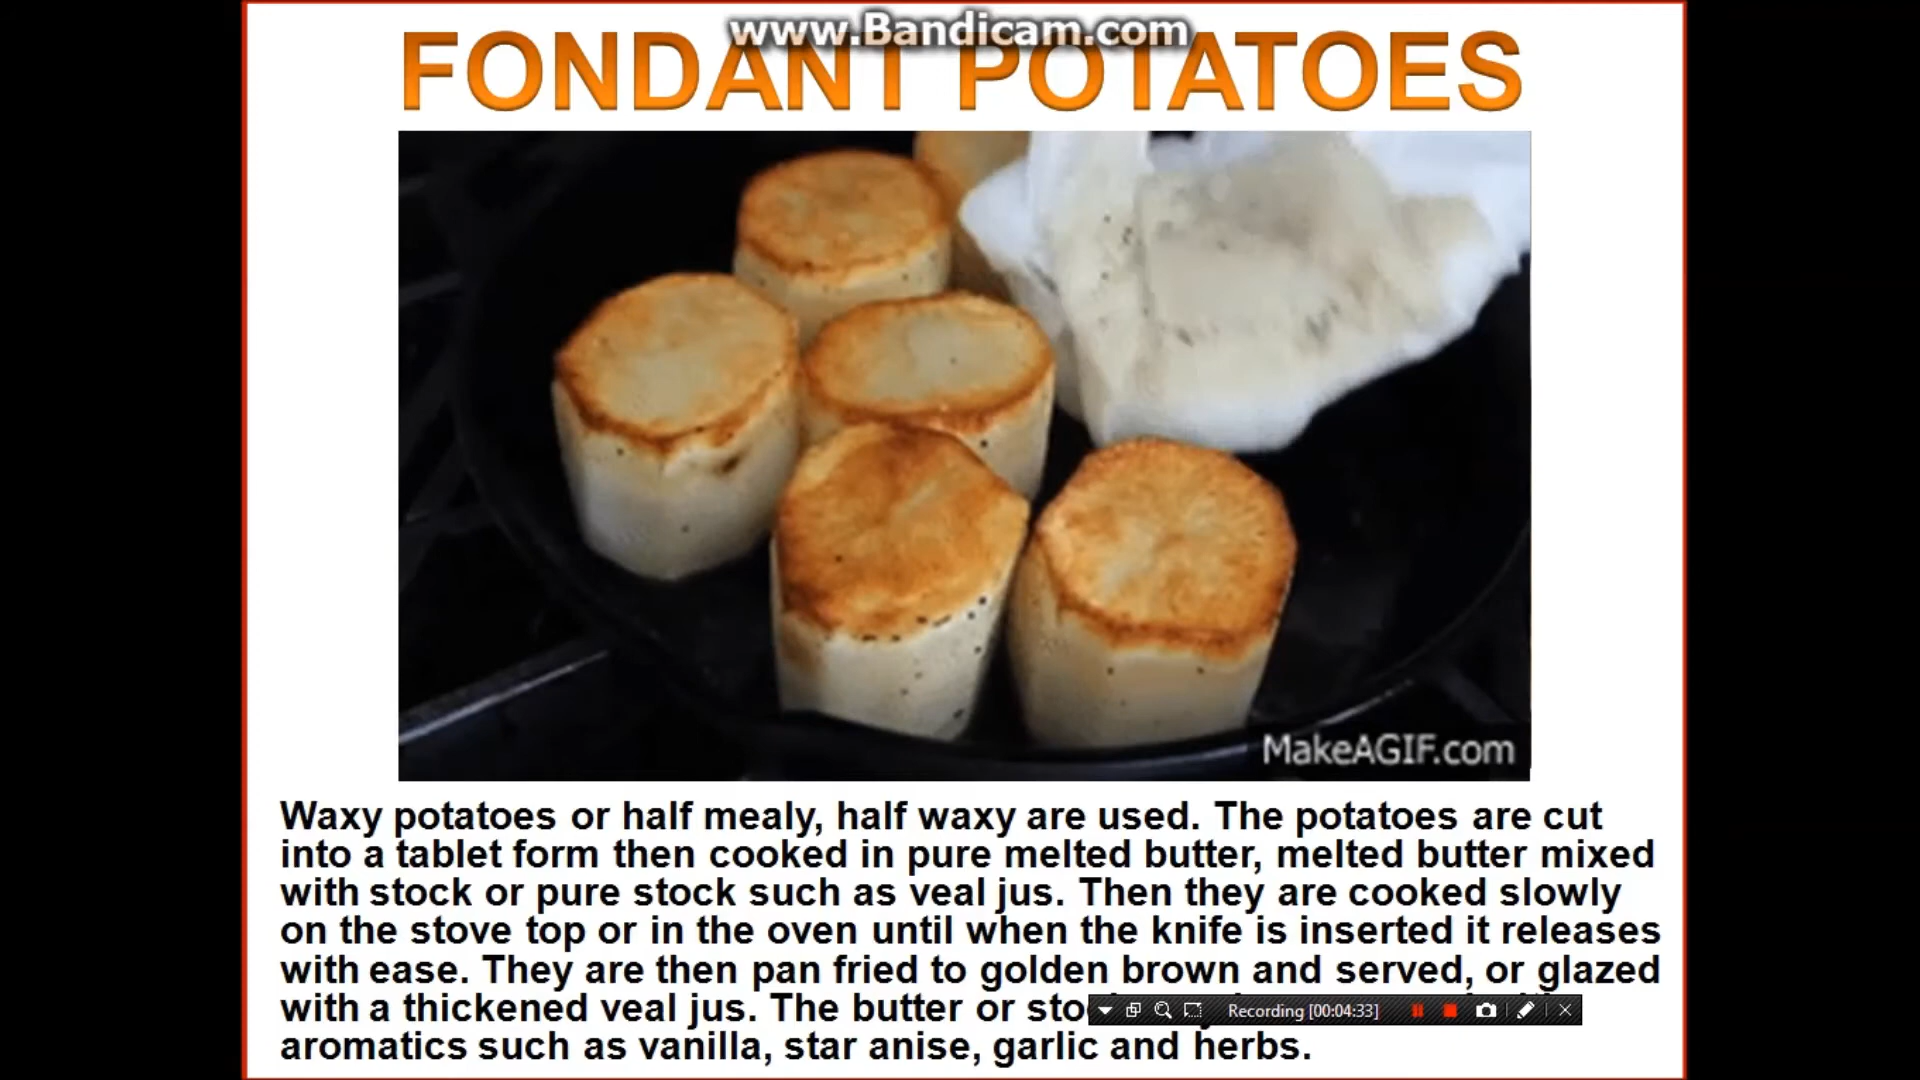 www.Bandicam.com
FONDANT POTATOES
MakeAGIF.com
Waxy potatoes or half mealy, half waxy are used. The potatoes are cut
into a tablet form then cooked in pure melted butter, melted butter mixed
with stock or pure stock such as veal jus. Then they are cooked slowly
on the stove top or in the oven until when the knife is inserted it releases
with ease. They are then pan fried to golden brown and served, or glazed
with a thickened veal jus. The butter or
Recording [00:04:33]
aromatics such as vanilla, star anise, garlic and herbs.